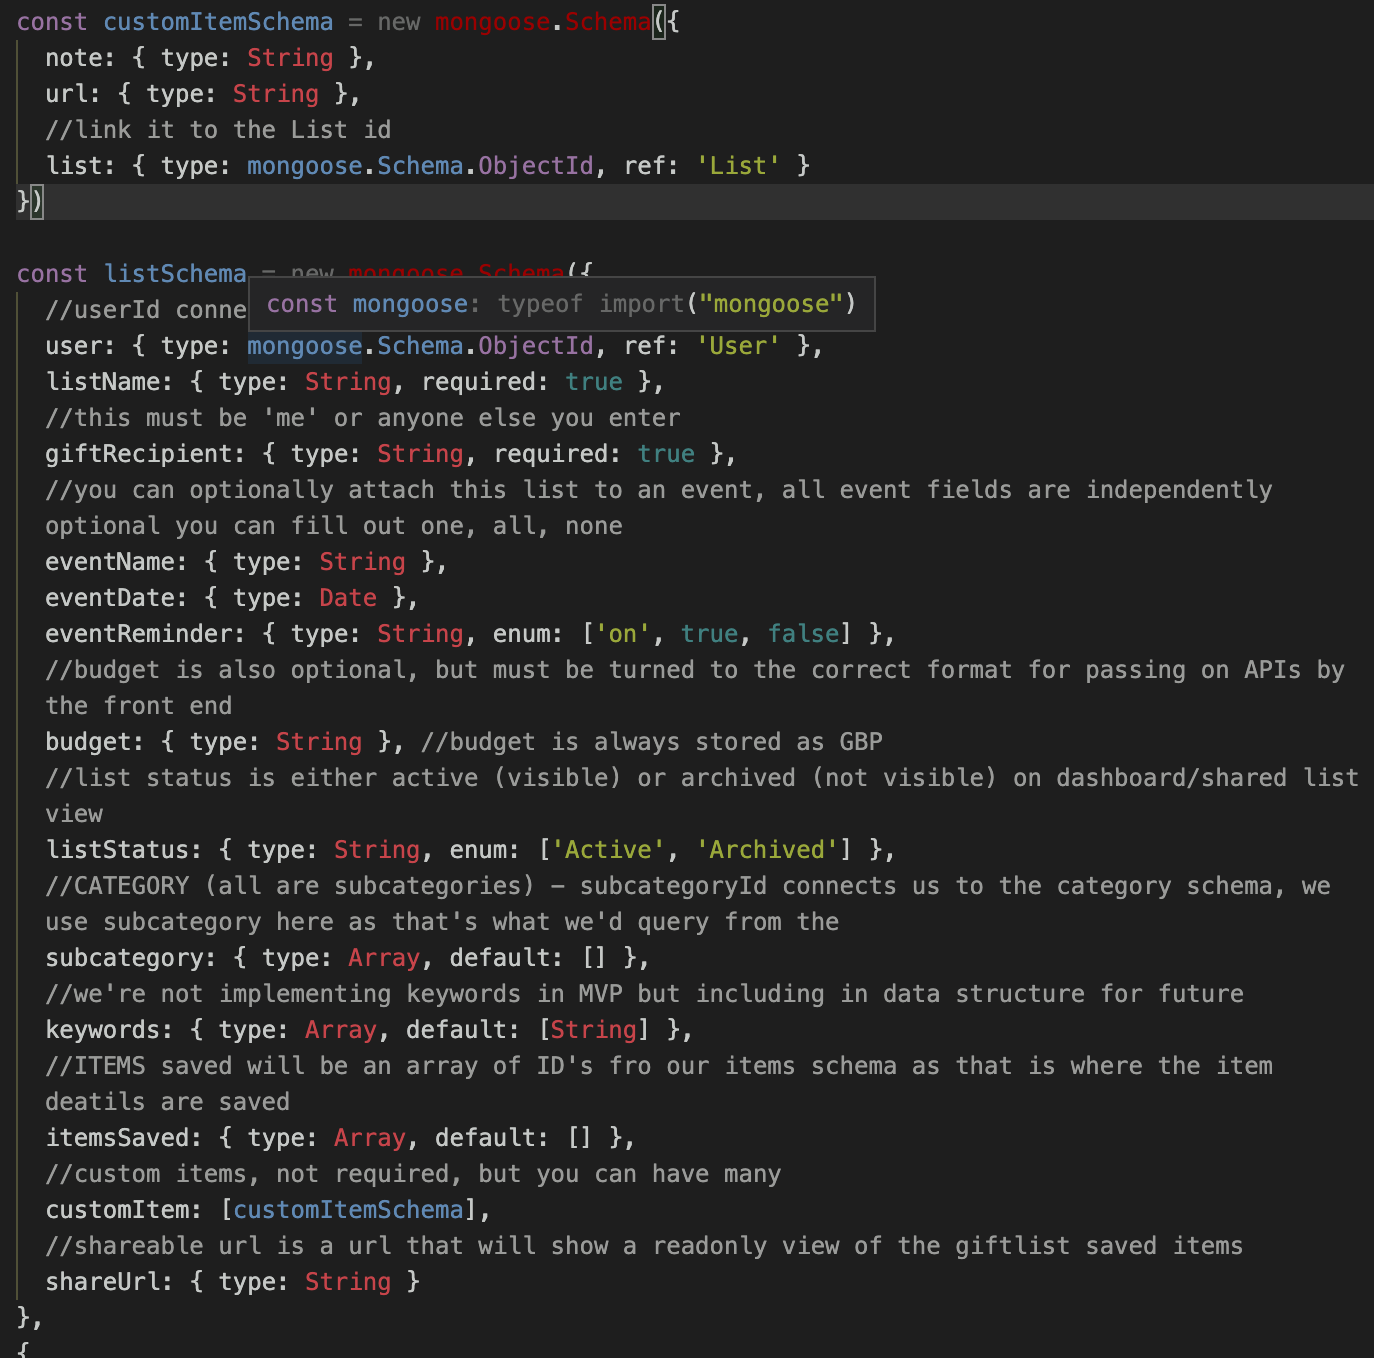 const customItemSchema = new mongoose.Schema({
note: { type: String },
url: { type: String },
//link it to the List id
list: { type: mongoose.Schema.ObjectId, ref: 'List' }
})
const listSchema = new mongoose.Schema({
//userId conne
const mongoose: typeof import("mongoose")
user: { type: mongoose.Schema.ObjectId, ref: 'User' },
listName: { type: String, required: true },
//this must be 'me' or anyone else you enter
giftRecipient: { type: String, required: true },
//you can optionally attach this list to an event, all event fields are independently
optional you can fill out one, all, none
eventName: { type: String },
eventDate: { type: Date },
eventReminder: { type: String, enum: ['on', true, false] },
//budget is also optional, but must be turned to the correct format for passing on APIs by
the front end
budget: { type: String }, //budget is always stored as GBP
//list status is either active (visible) or archived (not visible) on dashboard/shared list
view
listStatus: { type: String, enum: ['Active', 'Archived'] },
//CATEGORY (all are subcategories) – subcategoryId connects us to the category schema, we
use subcategory here as that's what we'd query from the
subcategory: { type: Array, default: [] },
//we're not implementing keywords in MVP but including in data structure for future
keywords: { type: Array, default: [String] },
//ITEMS saved will be an array of ID's fro our items schema as that is where the item
deatils are saved
itemsSaved: { type: Array, default: [] },
//custom items, not required, but you can have many
customItem: [customItemSchema],
//shareable url is a url that will show a readonly view of the giftlist saved items
shareUrl: { type: String }
},
{